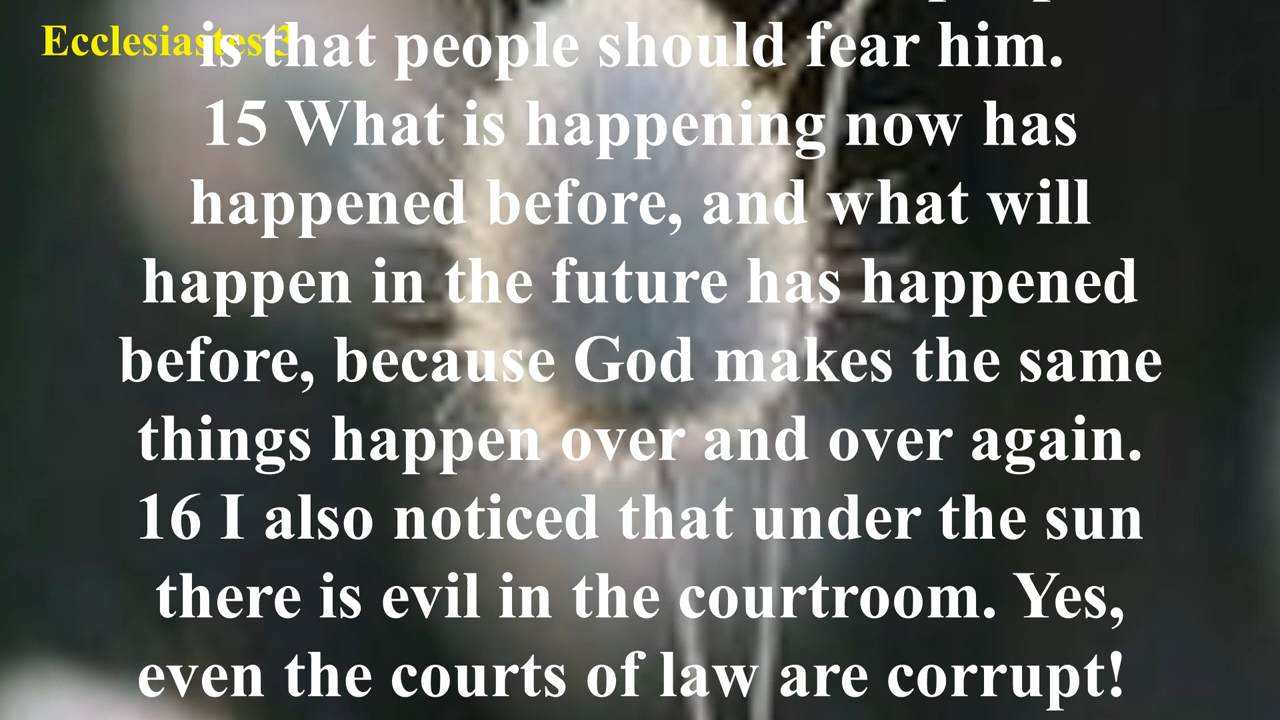 Ecclesiastes 3
is that people should fear him.
15 What is happening now has
happened before, and what will
happen in the future has happened
before, because God makes the same
things happen over and over again.
16 I also noticed that under the sun
there is evil in the courtroom. Yes,
even the courts of law are corrupt!